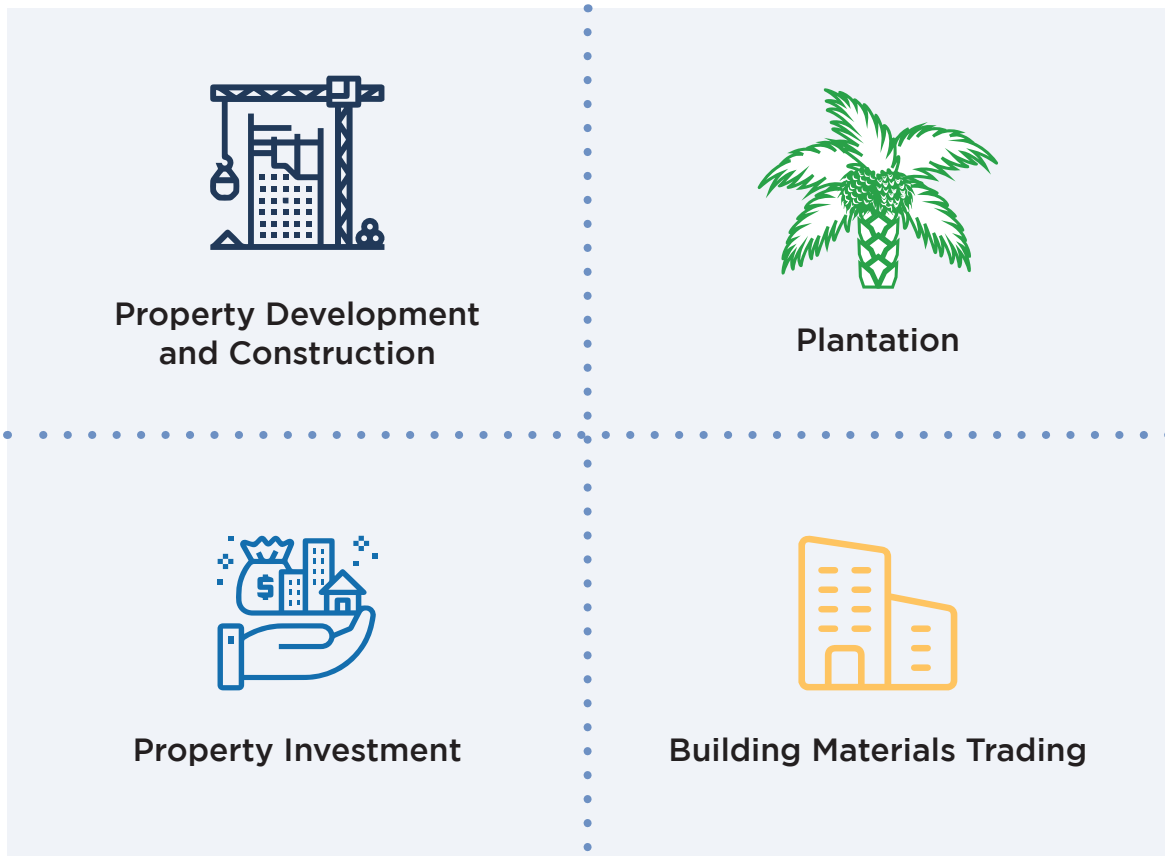 Property Development
and Construction
Plantation
$
Property Investment
Building Materials Trading